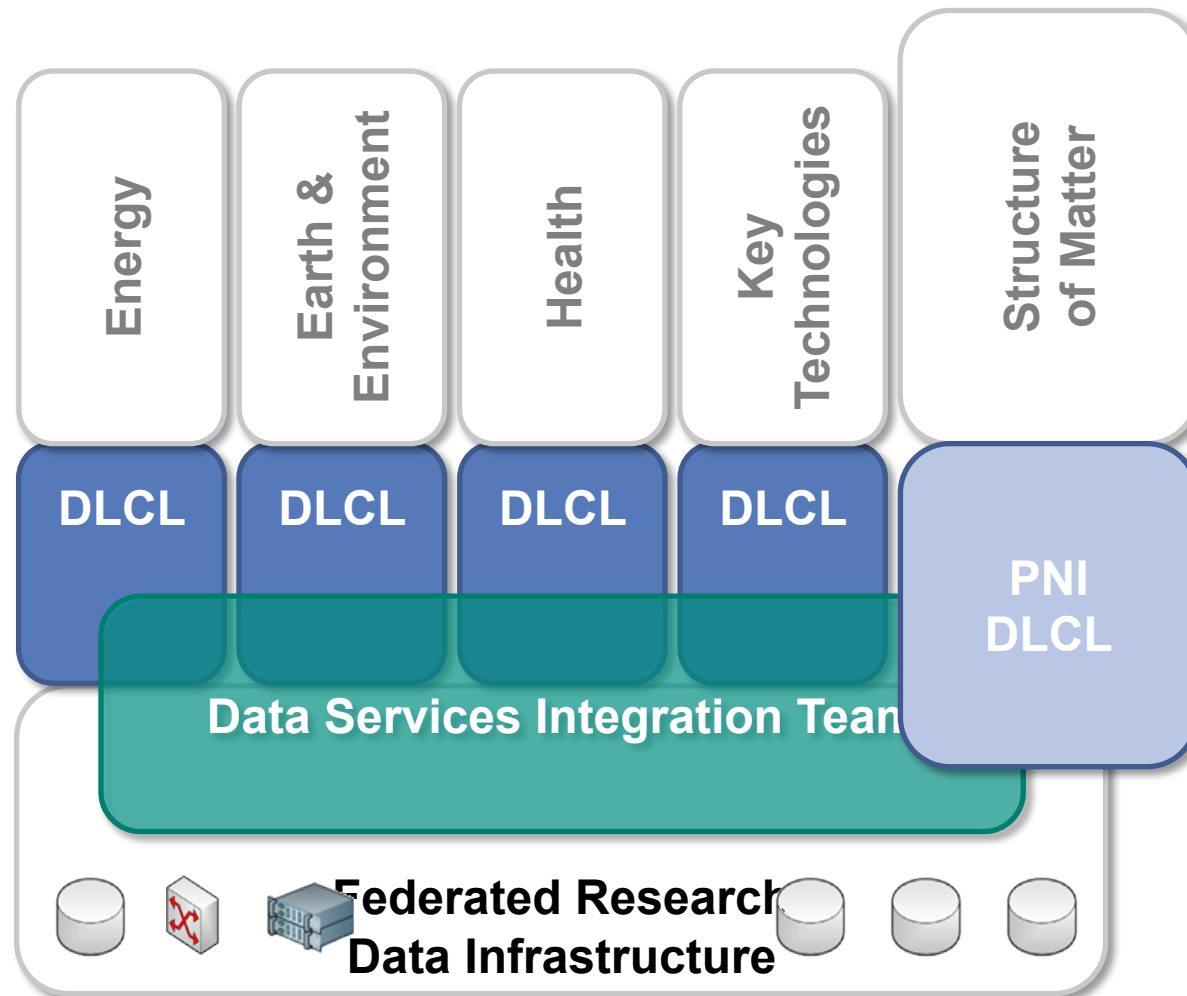 Energy
Earth &
Environment
Health
Key
Technologies
Structure
of Matter
DLCL
DLCL
DLCL
DLCL
PNI
DLCL
Data Services Integration Team
Federated Research
Data Infrastructure